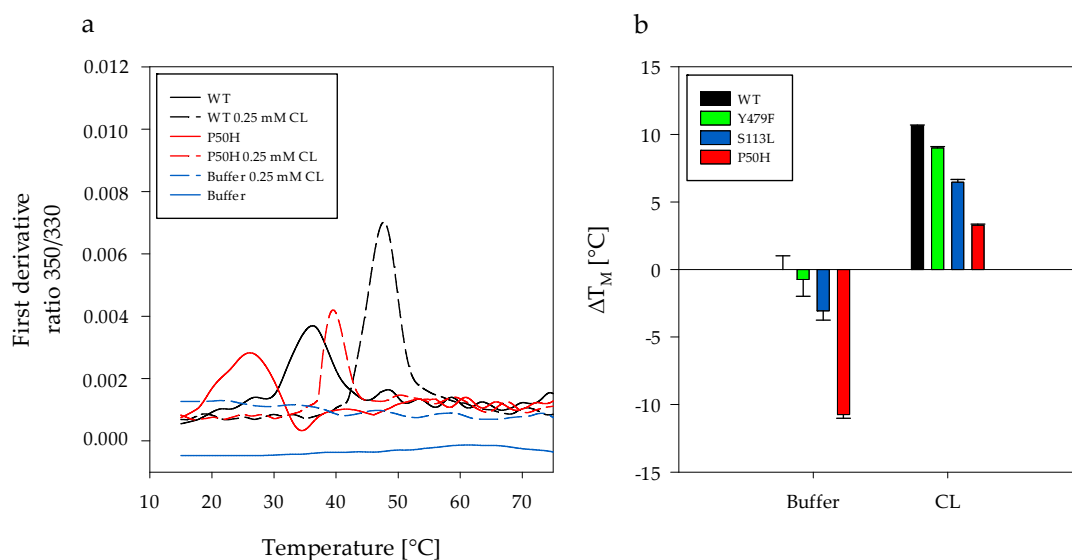 a
0.012
0.010
0.008
0.006
0.004
0.002
0.000
First derivative
ratio 350/330
WT
WT 0.25 mM CL
P50H
P50H 0.25 mM CL
Buffer 0.25 mM CL
Buffer
10
20
30
40
50
60
70
Temperature [°C]
b
15
10
5
0
-5
-10
-15
ΔT_M [°C]
WT
Y479F
S113L
P50H
Buffer
CL